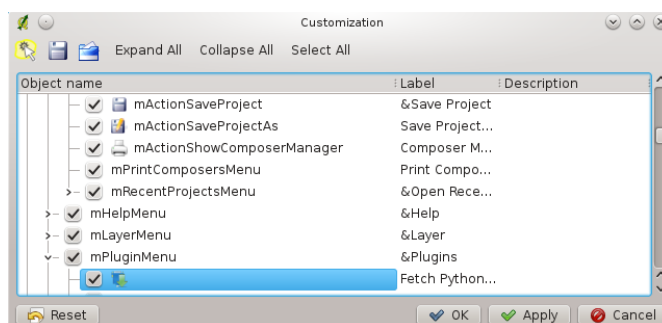 Customization
Expand All Collapse All Select All
Object name Label Description
mActionSaveProject &Save Project
mActionSaveProjectAs Save Project...
mActionShowComposerManager Composer M...
mPrintComposersMenu Print Compo...
mRecentProjectsMenu &Open Rece...
mHelpMenu &Help
mLayerMenu &Layer
mPluginMenu &Plugins
Fetch Python...
Reset OK Apply Cancel